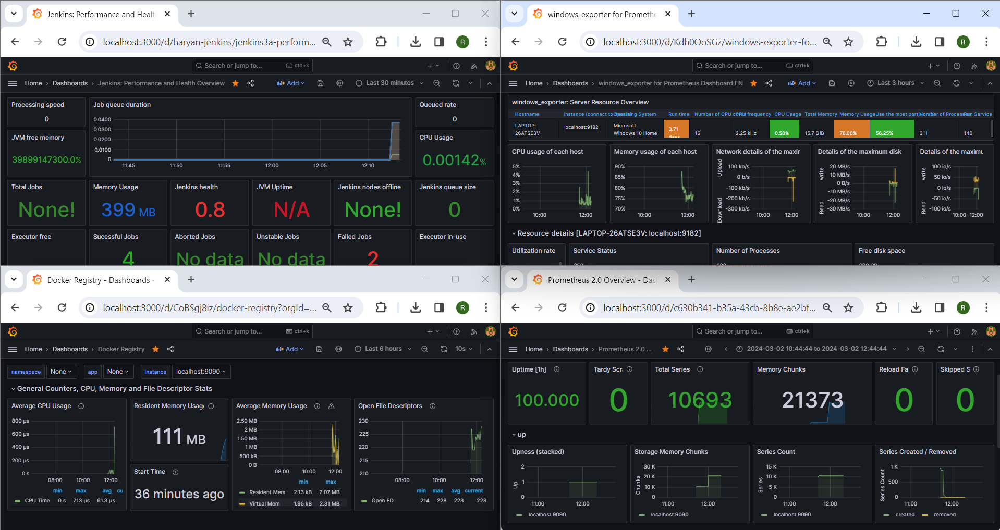 Jenkins: Performance and Healt
localhost:3000/d/haryan-jenkins/jenkins3a-perform...
R
Search or jump to... ctrl+k
Home › Dashboards › Jenkins: Performance and Health Overview Add Last 30 minutes
Processing speed
0
Job queue duration
0.0400
0.0300
0.0200
0.0100
0
11:45 11:50 11:55 12:00 12:05 12:10
Queued rate
0
JVM free memory
39899147300.0%
CPU Usage
0.00142%
Total Jobs
None!
Memory Usage
399 MB
Jenkins health
0.8
JVM Uptime
N/A
Jenkins nodes offline
None!
Jenkins queue size
0
Executor free
Sucessful Jobs
4
Aborted Jobs
No data
Unstable Jobs
No data
Failed Jobs
2
Executor In-use
windows_exporter for Promethe
localhost:3000/d/Kdh0OoSGz/windows-exporter-fo...
R
Search or jump to... ctrl+k
Home › Dashboards › windows_exporter for Prometheus Dashboard EN Add Last 3 hours
windows_exporter: Server Resource Overview
Hostname instance (connect to Run time Number of CPU frequency CPU Usage Total Memory Memory Usage Use the most Service
LAPTOP-26ATSE3V localhost:9182 Microsoft Windows 10 Home 3.71 days 16 2.25 kHz 0.58% 15.7 GiB 76.00% 56.25% 311 140
CPU usage of each host
5%
4%
3%
2%
1%
0%
10:00 12:00
Memory usage of each host
90%
85%
80%
75%
70%
10:00 12:00
Network details of the maxin
Upload
Download
100 kb/s
0 b/s
-100 kb/s
-200 kb/s
-300 kb/s
10:00 12:00
Details of the maximum disk
write
Read
20 MB/s
10 MB/s
0 B/s
-10 MB/s
-20 MB/s
-30 MB/s
10:00 12:00
Details of the maximu
write
Read
100 io/s
50 io/s
0 io/s
-50 io/s
-100 io/s
10:00 12:00
Resource details [LAPTOP-26ATSE3V: localhost:9182]
Utilization rate
Service Status
350
Number of Processes
320
Free disk space
600 GB
Docker Registry - Dashboards -
localhost:3000/d/CoBSgj8iz/docker-registry?orgId=...
R
Search or jump to... ctrl+k
Home › Dashboards › Docker Registry Add Last 6 hours 10s
namespace None app None instance localhost:9090
General Counters, CPU, Memory and File Descriptor Stats
Average CPU Usage
800 µs
600 µs
400 µs
200 µs
0 s
08:00 10:00 12:00
min max avg cu
CPU Time 0 s 713 µs 61.3 µs
Resident Memory Usag
111 MB
Start Time
36 minutes ago
Average Memory Usage
2.50 MB
2 MB
1.50 MB
1 MB
500 kB
0 B
08:00 10:00 12:00
min max
Resident Mem 2.13 kB 2.07 MB
Virtual Mem 1.95 kB 2.31 MB
Open File Descriptors
230
225
220
215
210
08:00 10:00 12:00
min max avg current
Open FD 214 228 223 228
Prometheus 2.0 Overview - Das
localhost:3000/d/c630b341-b35a-43cb-8b8e-ae2bf...
R
Search or jump to... ctrl+k
Home › Dashboards › Prometheus 2.0 ... 2024-03-02 10:44:44 to 2024-03-02 12:44:44
Uptime [1h]
100.000
Tardy Scra
0
Total Series
10693
Memory Chunks
21373
Reload Fa
0
Skipped S
0
up
Upness (stacked)
Up
2
1
0
11:00 12:00
localhost:9090
Storage Memory Chunks
Chunks
30 K
20 K
10 K
0
11:00 12:00
localhost:9090
Series Count
Series
15 K
10 K
5 K
0
11:00 12:00
localhost:9090
Series Created / Removed
Series Count
1 K
500
0
11:00 12:00
created removed